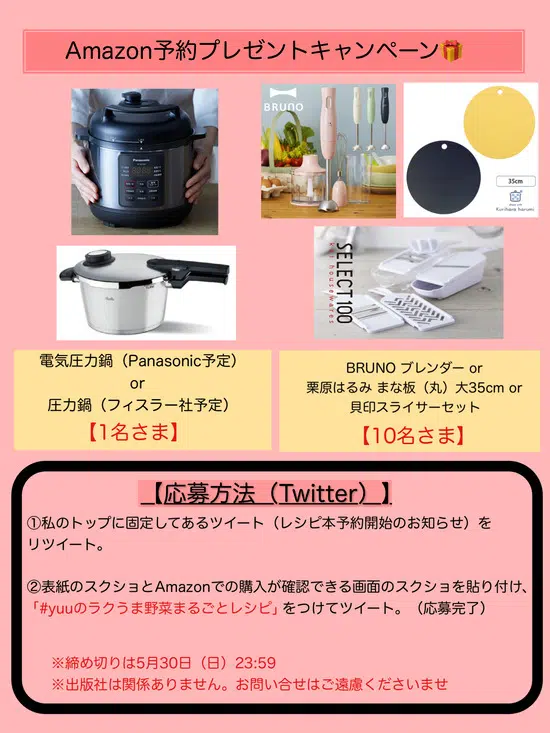 Amazon予約プレゼントキャンペーン🎁
Panasonic
BRUNO
35cm
kurihara harumi
Fissler
SELECT100
kai housewares
電気圧力鍋（Panasonic予定）
or
圧力鍋（フィスラー社予定）
【1名さま】
BRUNO ブレンダー or
栗原はるみ まな板（丸）大35cm or
貝印スライサーセット
【10名さま】
【応募方法（Twitter）】
①私のトップに固定してあるツイート（レシピ本予約開始のお知らせ）を
リツイート。
②表紙のスクショとAmazonでの購入が確認できる画面のスクショを貼り付け、
「#yuuのラクうま野菜まるごとレシピ」をつけてツイート。（応募完了）
※締め切りは5月30日（日）23:59
※出版社は関係ありません。お問い合せはご遠慮くださいませ